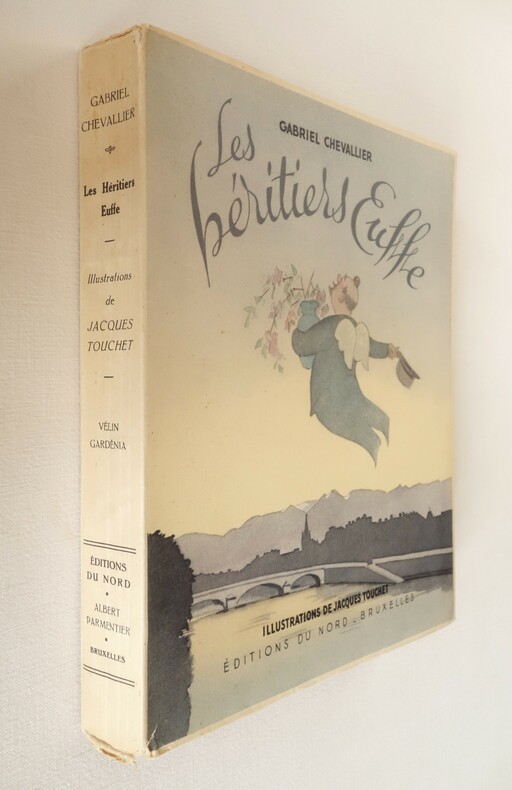 GABRIEL
CHEVALLIER
Les Héritiers
Euffe
Illustrations
de
JACQUES
TOUCHET
VÉLIN
GARDÉNIA
ÉDITIONS
DU NORD
ALBERT
PARMENTIER
BRUXELLES
GABRIEL CHEVALLIER
Les
héritiers Euffe
ILLUSTRATIONS DE JACQUES TOUCHET
ÉDITIONS DU NORD - BRUXELLES